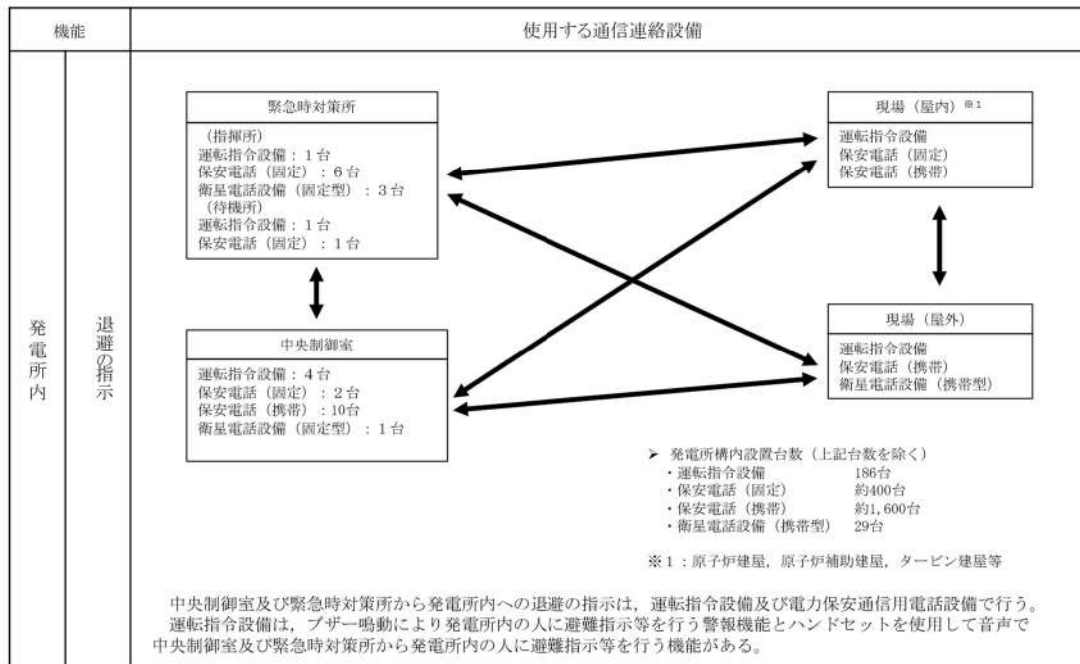 機能
使用する通信連絡設備
発電所内
退避の指示
緊急時対策所
(指揮所)
運転指令設備：1台
保安電話（固定）：6台
衛星電話設備（固定型）：3台
(待機所)
運転指令設備：1台
保安電話（固定）：1台
中央制御室
運転指令設備：4台
保安電話（固定）：2台
保安電話（携帯）：10台
衛星電話設備（固定型）：1台
現場（屋内）※1
運転指令設備
保安電話（固定）
保安電話（携帯）
現場（屋外）
運転指令設備
保安電話（携帯）
衛星電話設備（携帯型）
➤ 発電所構内設置台数（上記台数を除く）
・運転指令設備 186台
・保安電話（固定） 約400台
・保安電話（携帯） 約1,600台
・衛星電話設備（携帯型） 29台
※1：原子炉建屋，原子炉補助建屋，タービン建屋等
中央制御室及び緊急時対策所から発電所内への退避の指示は，運転指令設備及び電力保安通信用電話設備で行う。
運転指令設備は，ブザー鳴動により発電所内の人に避難指示等を行う警報機能とハンドセットを使用して音声で
中央制御室及び緊急時対策所から発電所内の人に避難指示等を行う機能がある。